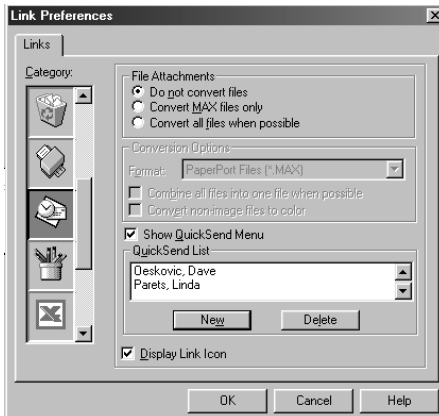 Link Preferences
Links
Category:
File Attachments
Do not convert files
Convert MAX files only
Convert all files when possible
Conversion Options
Format: PaperPort Files (*.MAX)
Combine all files into one file when possible
Convert non-image files to color
Show QuickSend Menu
QuickSend List
Oeskovic, Dave
Parets, Linda
New Delete
Display Link Icon
OK Cancel Help